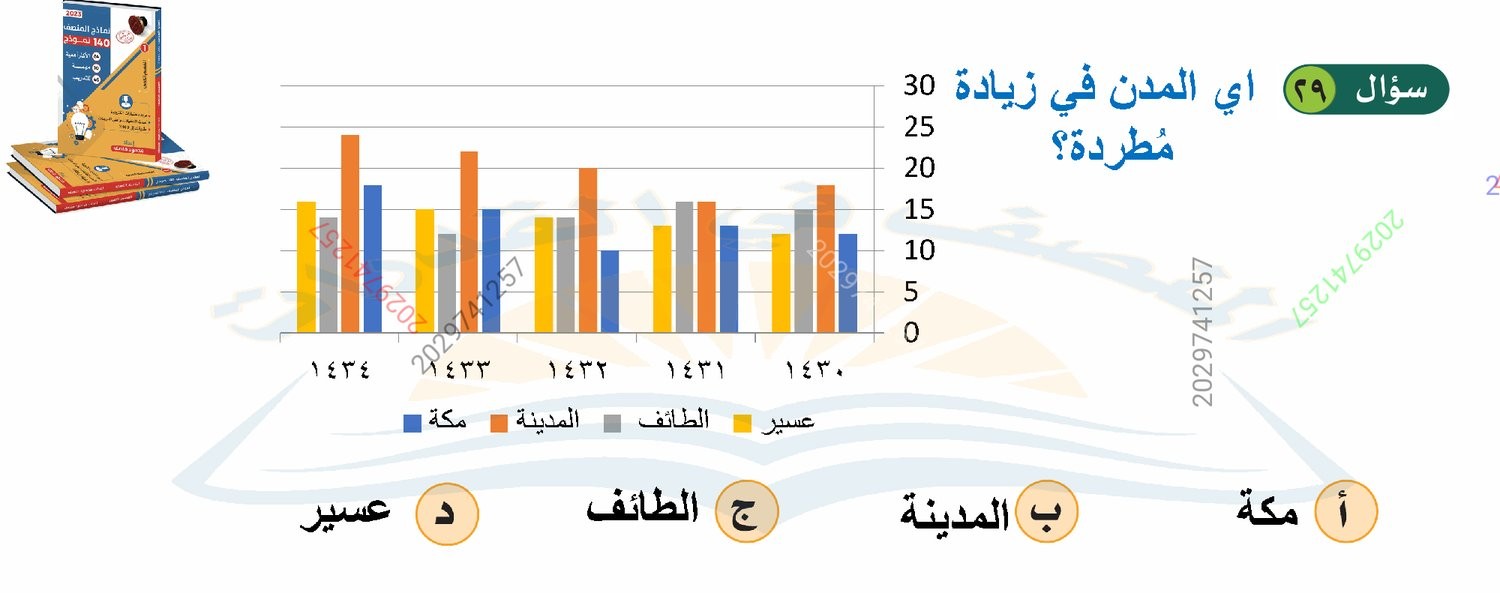 سؤال ٢٩
اي المدن في زيادة
مُطردة؟
30
25
20
15
10
5
0
١٤٣٠ ١٤٣١ ١٤٣٢ ١٤٣٣ ١٤٣٤
عسير الطائف المدينة مكة
أ مكة
ب المدينة
ج الطائف
د عسير
2023
نماذج المنصف
140 نموذج
2029741257
2029741257
2029741257
2029741257